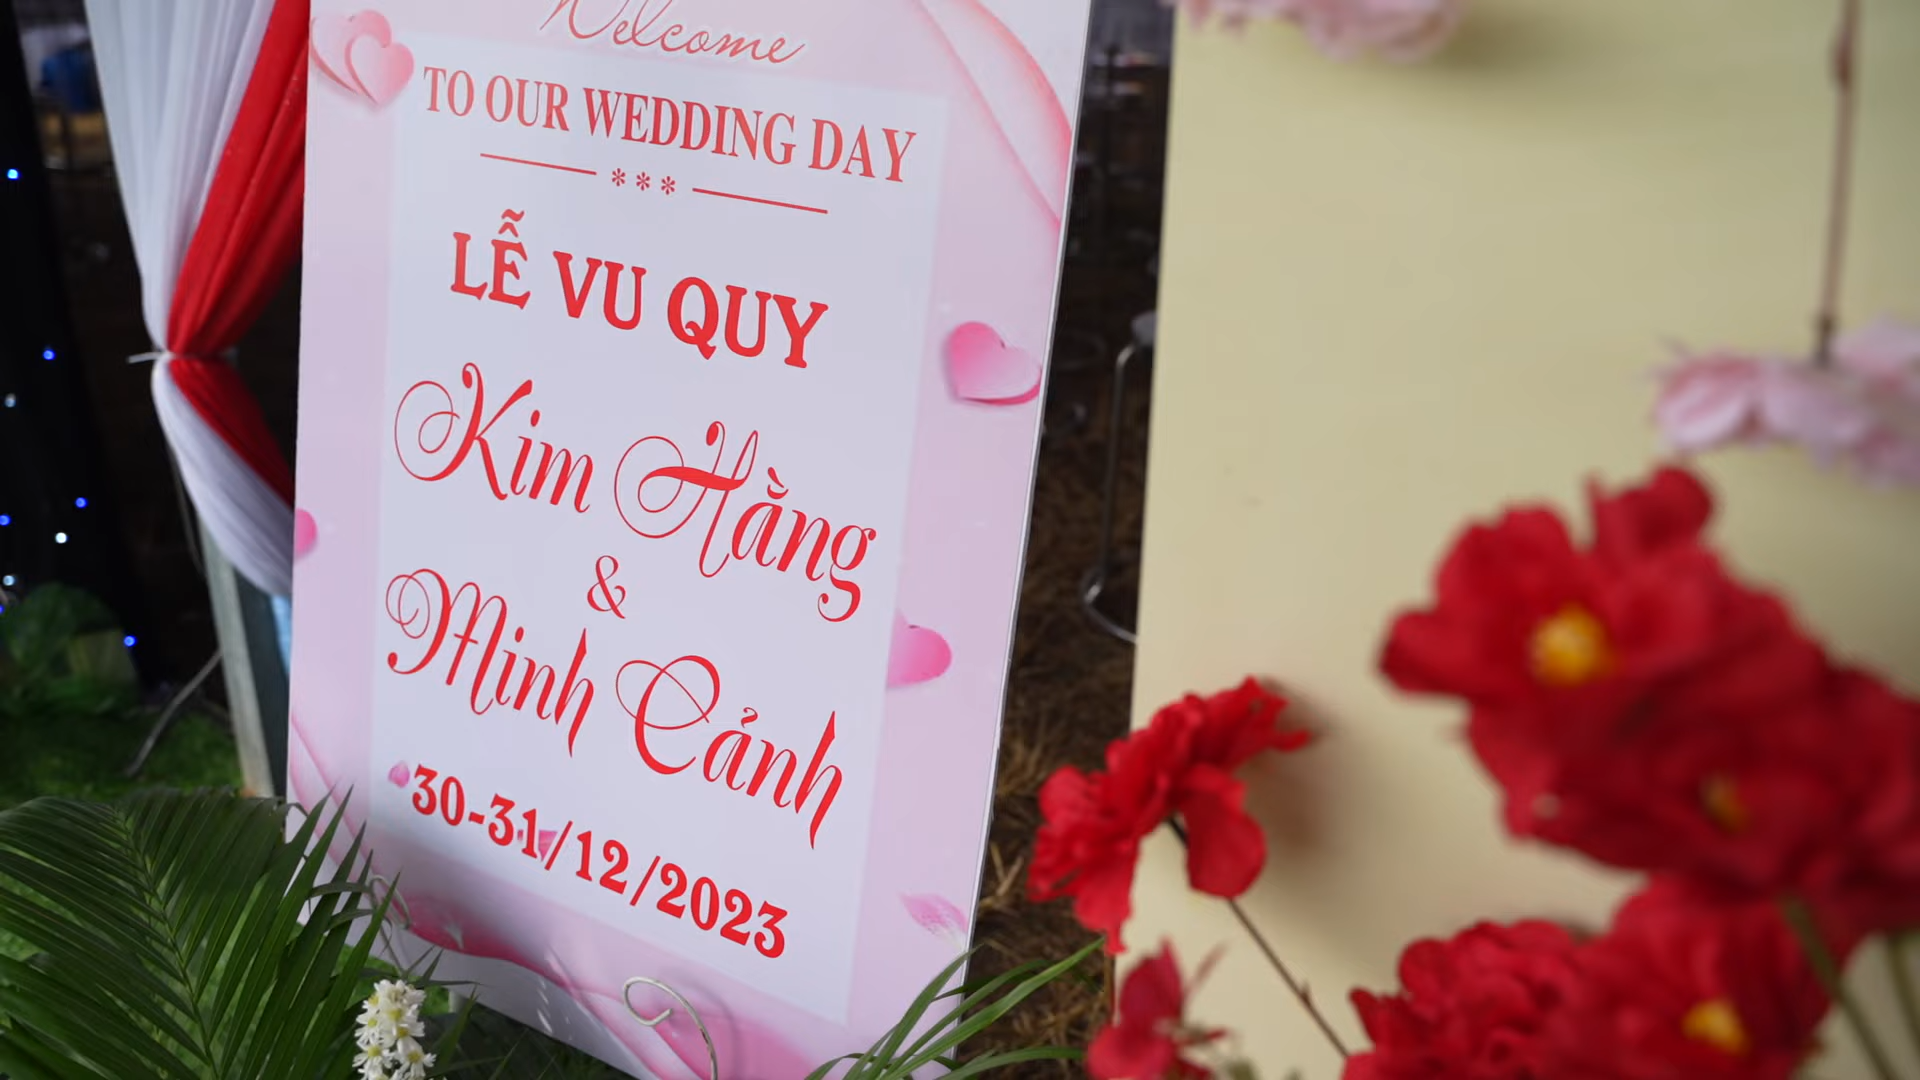 Welcome
TO OUR WEDDING DAY
***
LỄ VU QUY
Kim Hằng
&
Minh Cảnh
30-31/12/2023